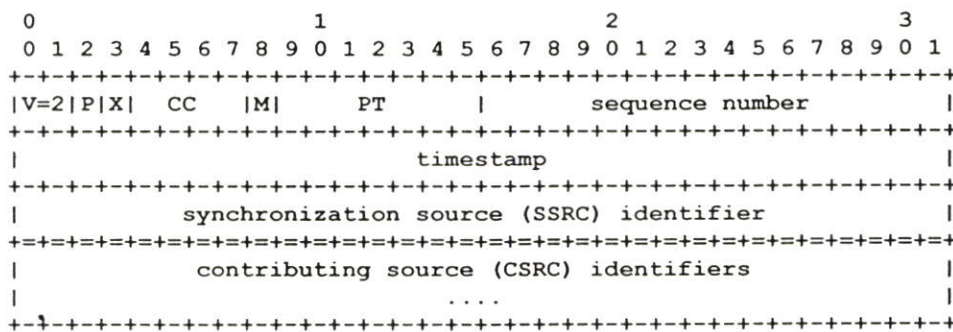 0                   1                   2                   3
0 1 2 3 4 5 6 7 8 9 0 1 2 3 4 5 6 7 8 9 0 1 2 3 4 5 6 7 8 9 0 1
+-+-+-+-+-+-+-+-+-+-+-+-+-+-+-+-+-+-+-+-+-+-+-+-+-+-+-+-+-+-+-+-+
|V=2|P|X|  CC   |M|     PT      |       sequence number         |
+-+-+-+-+-+-+-+-+-+-+-+-+-+-+-+-+-+-+-+-+-+-+-+-+-+-+-+-+-+-+-+-+
|                           timestamp                           |
+-+-+-+-+-+-+-+-+-+-+-+-+-+-+-+-+-+-+-+-+-+-+-+-+-+-+-+-+-+-+-+-+
|           synchronization source (SSRC) identifier            |
+=+=+=+=+=+=+=+=+=+=+=+=+=+=+=+=+=+=+=+=+=+=+=+=+=+=+=+=+=+=+=+=+
|            contributing source (CSRC) identifiers             |
|                             ....                              |
+-+-+-+-+-+-+-+-+-+-+-+-+-+-+-+-+-+-+-+-+-+-+-+-+-+-+-+-+-+-+-+-+